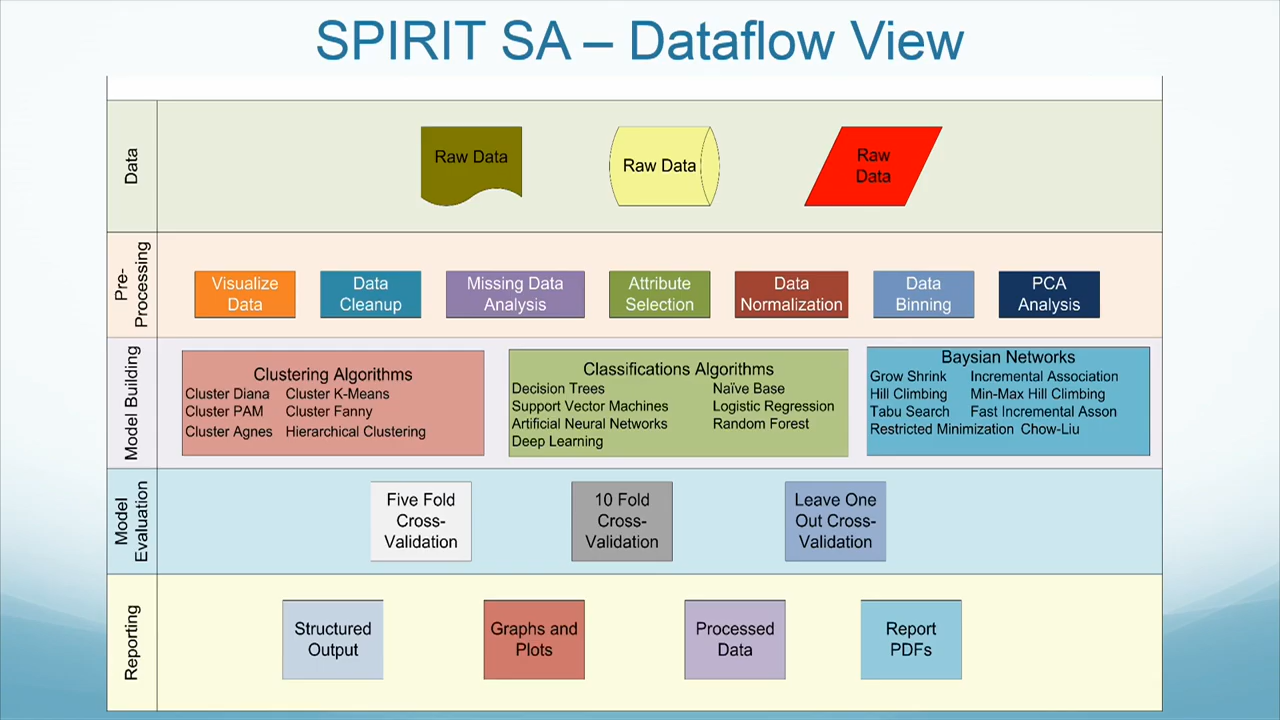 SPIRIT SA – Dataflow View
Data
Raw Data
Raw Data
Raw
Data
Pre-
Processing
Visualize
Data
Data
Cleanup
Missing Data
Analysis
Attribute
Selection
Data
Normalization
Data
Binning
PCA
Analysis
Model Building
Clustering Algorithms
Cluster Diana Cluster K-Means
Cluster PAM Cluster Fanny
Cluster Agnes Hierarchical Clustering
Classifications Algorithms
Decision Trees Naïve Base
Support Vector Machines Logistic Regression
Artificial Neural Networks Random Forest
Deep Learning
Baysian Networks
Grow Shrink Incremental Association
Hill Climbing Min-Max Hill Climbing
Tabu Search Fast Incremental Asson
Restricted Minimization Chow-Liu
Model
Evaluation
Five Fold
Cross-
Validation
10 Fold
Cross-
Validation
Leave One
Out Cross-
Validation
Reporting
Structured
Output
Graphs and
Plots
Processed
Data
Report
PDFs